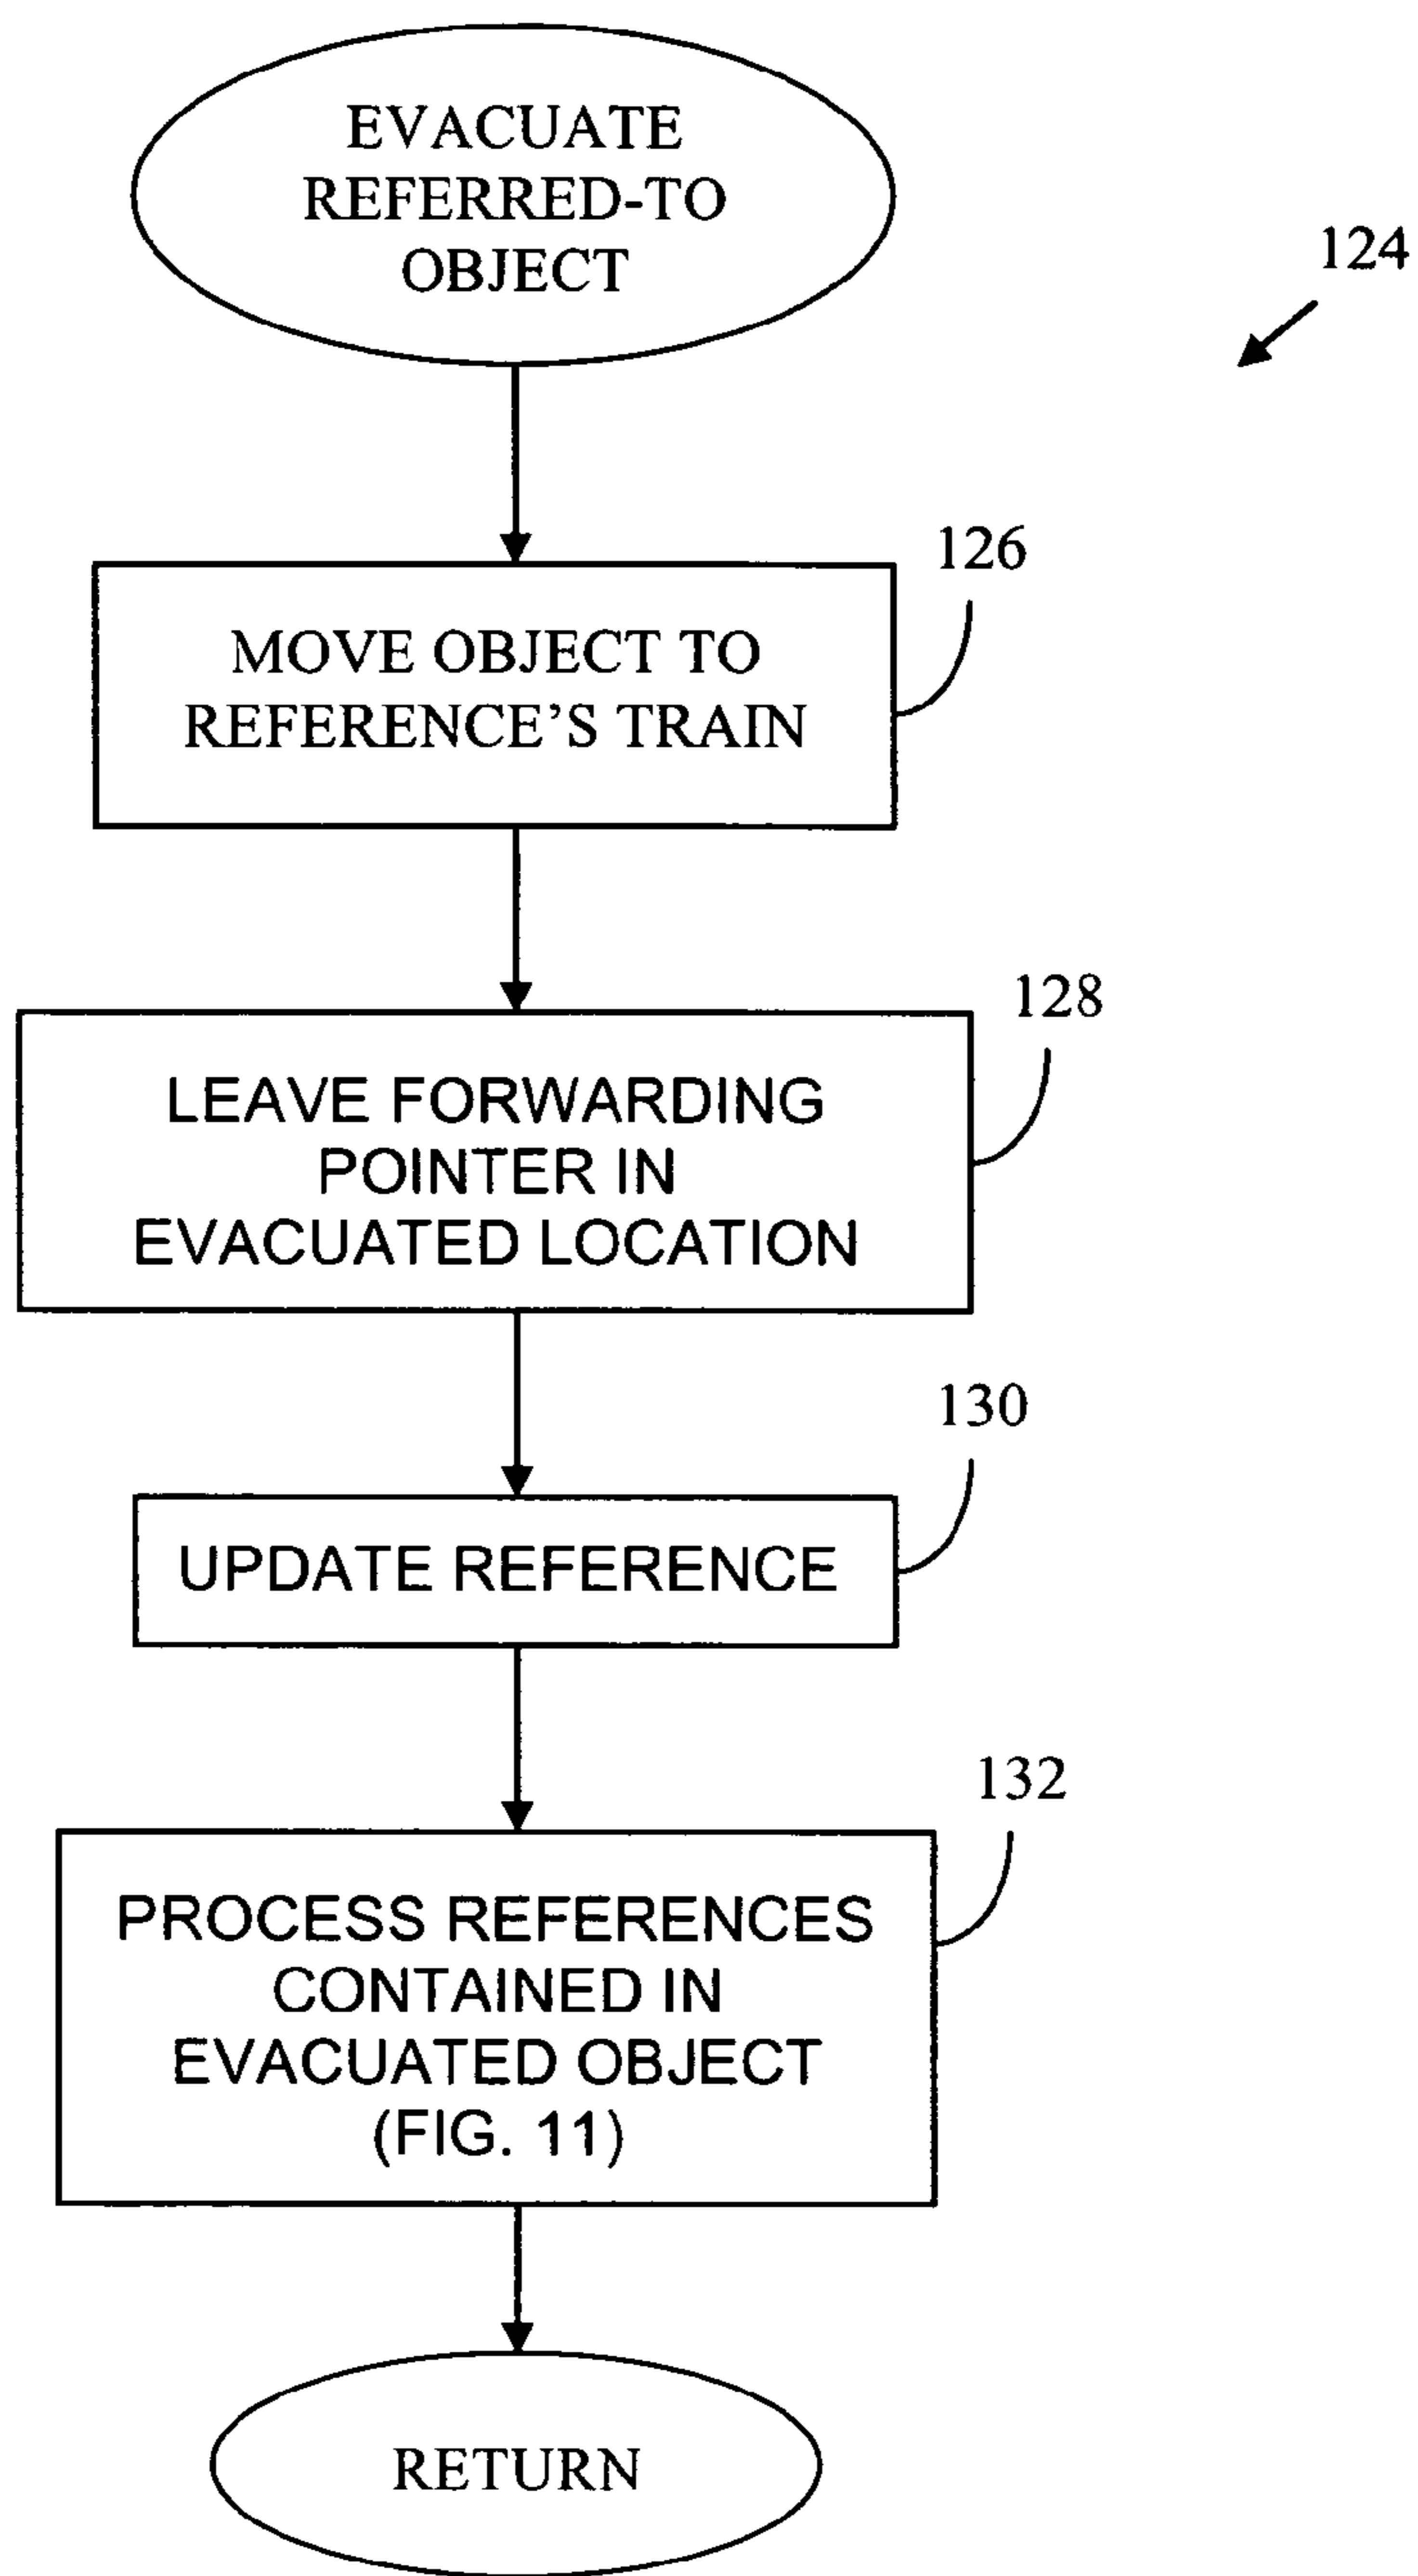 EVACUATE
REFERRED-TO
OBJECT
124
126
MOVE OBJECT TO
REFERENCE'S TRAIN
128
LEAVE FORWARDING
POINTER IN
EVACUATED LOCATION
130
UPDATE REFERENCE
132
PROCESS REFERENCES
CONTAINED IN
EVACUATED OBJECT
(FIG. 11)
RETURN